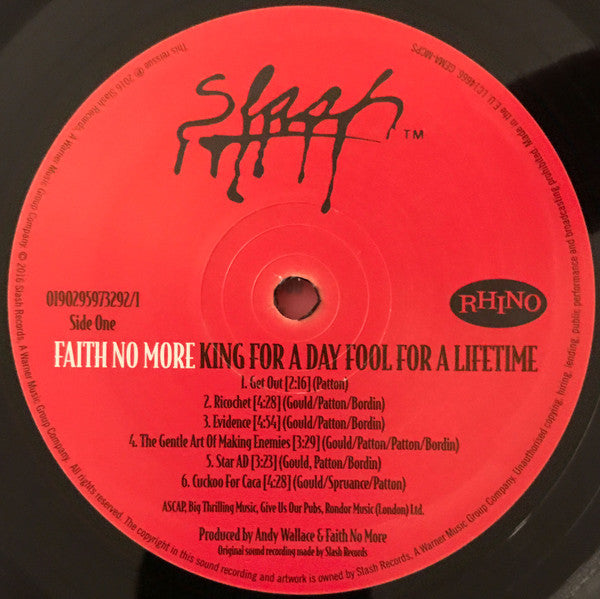 Slash
TM
0190295973292/1
Side One
RHINO
FAITH NO MORE KING FOR A DAY FOOL FOR A LIFETIME
1. Get Out [2:16] (Patton)
2. Ricochet [4:28] (Gould/Patton/Bordin)
3. Evidence [4:54] (Gould/Patton/Bordin)
4. The Gentle Art Of Making Enemies [3:29] (Gould/Patton/Patton/Bordin)
5. Star AD [3:23] (Gould, Patton/Bordin)
6. Cuckoo For Caca [4:28] (Gould/Spruance/Patton)
ASCAP, Big Thrilling Music, Give Us Our Pubs, Rondor Music (London) Ltd.
Produced by Andy Wallace & Faith No More
Original sound recording made by Slash Records
This reissue ℗ 2016 Slash Records, A Warner Music Group Company. © 2016 Slash Records, A Warner Music Group Company. All rights reserved. The copyright in this sound recording and artwork is owned by Slash Records, A Warner Music Group Company. Unauthorised copying, hiring, lending, public performance and broadcasting prohibited. Made in the E.U. LC14666. GEMA-MCPS